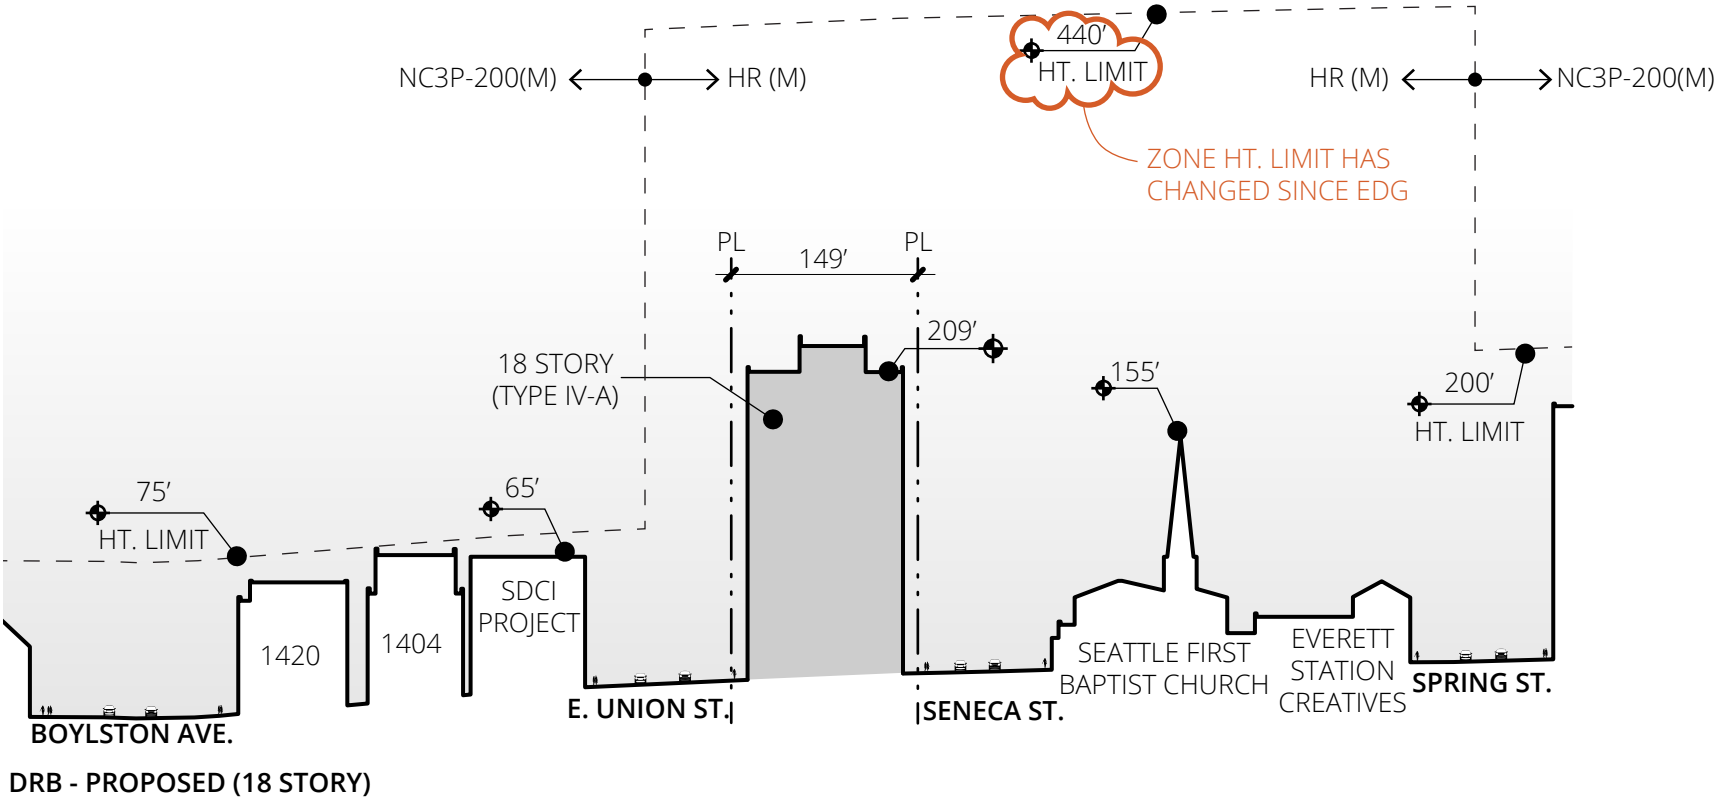 440’
HT. LIMIT
NC3P-200(M)
HR (M)
HR (M)
NC3P-200(M)
ZONE HT. LIMIT HAS
CHANGED SINCE EDG
PL
149’
PL
209’
18 STORY
(TYPE IV-A)
155’
200’
HT. LIMIT
75’
HT. LIMIT
65’
SDCI
PROJECT
1420
1404
SEATTLE FIRST
BAPTIST CHURCH
EVERETT
STATION
CREATIVES
BOYLSTON AVE.
E. UNION ST.
SENECA ST.
SPRING ST.
DRB - PROPOSED (18 STORY)